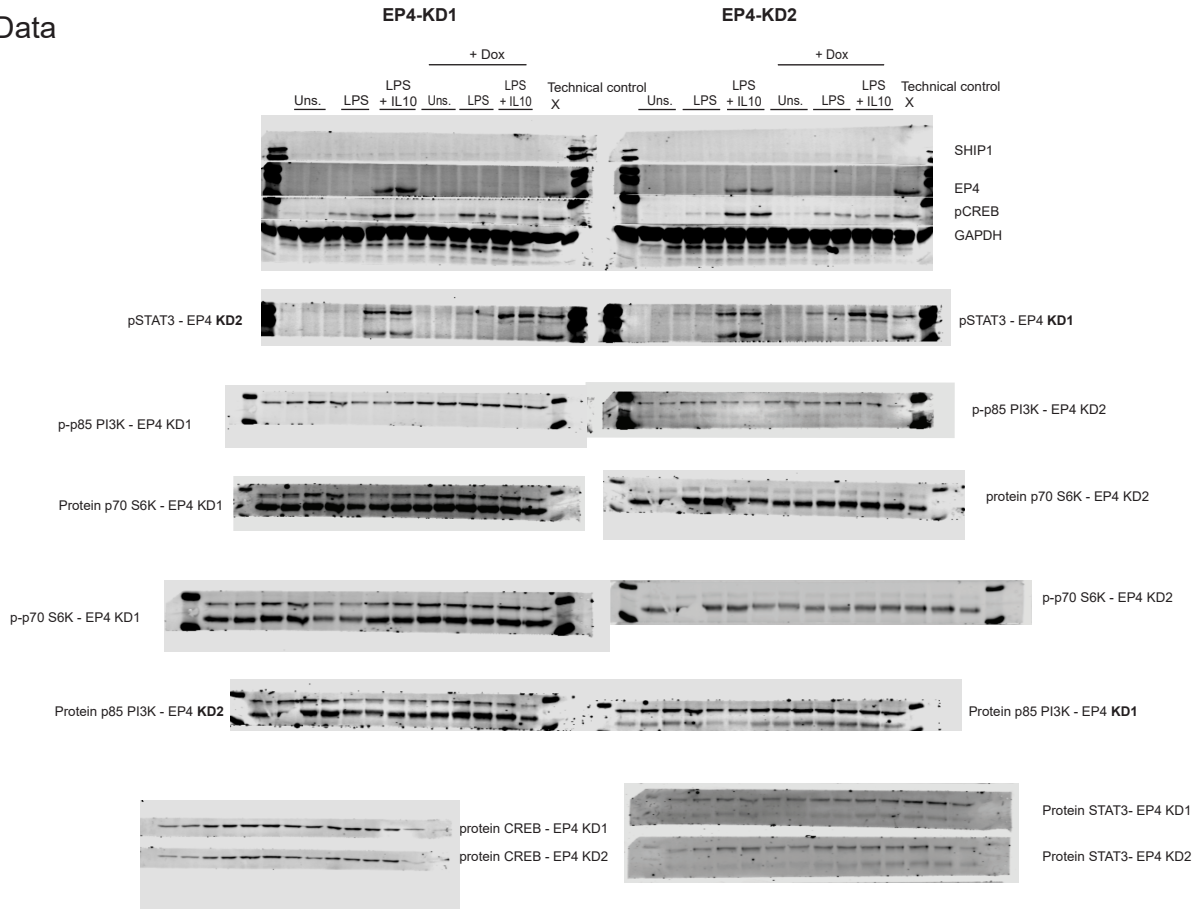 Data
EP4-KD1
EP4-KD2
+ Dox
+ Dox
LPS
LPS
Technical control
LPS
LPS
Technical control
Uns.
LPS
+ IL10
Uns.
LPS
+ IL10
X
Uns.
LPS
+ IL10
Uns.
LPS
+ IL10
X
SHIP1
EP4
pCREB
GAPDH
pSTAT3 - EP4 KD2
pSTAT3 - EP4 KD1
p-p85 PI3K - EP4 KD1
p-p85 PI3K - EP4 KD2
Protein p70 S6K - EP4 KD1
protein p70 S6K - EP4 KD2
p-p70 S6K - EP4 KD1
p-p70 S6K - EP4 KD2
Protein p85 PI3K - EP4 KD2
Protein p85 PI3K - EP4 KD1
protein CREB - EP4 KD1
protein CREB - EP4 KD2
Protein STAT3- EP4 KD1
Protein STAT3- EP4 KD2